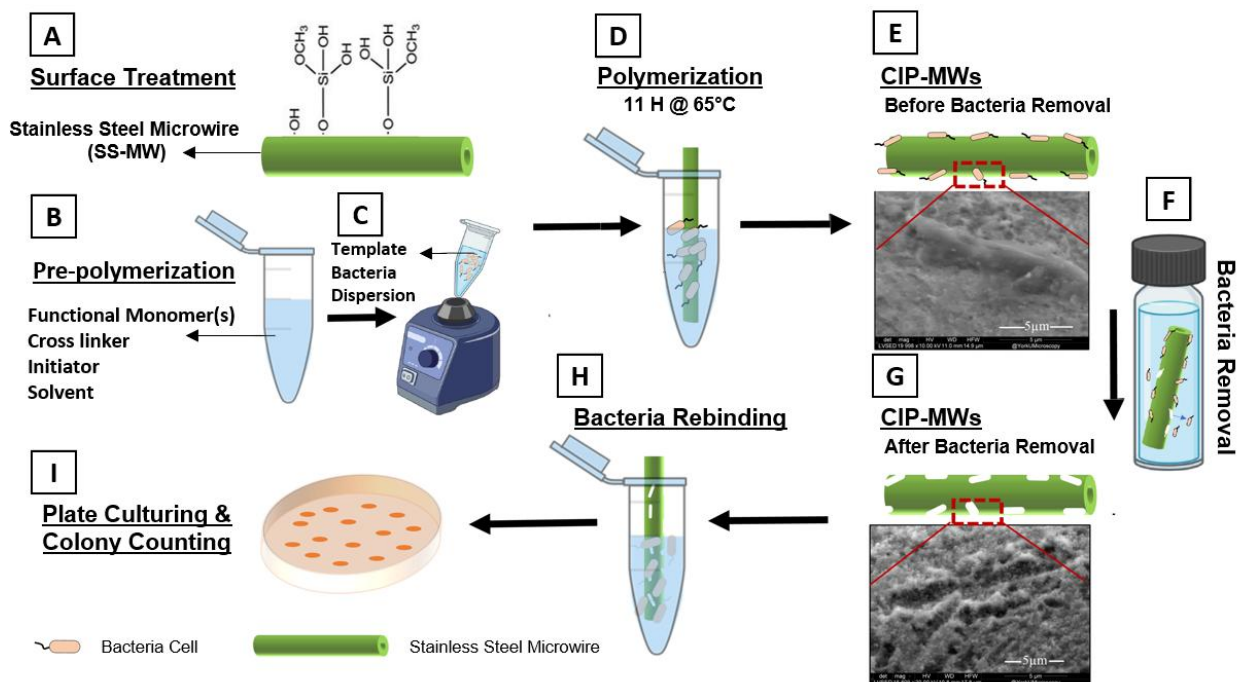 A
Surface Treatment
OCH3
OH
OH
Si
O
OH
OH
OCH3
OH
Si
O
Stainless Steel Microwire
(SS-MW)
B
Pre-polymerization
Functional Monomer(s)
Cross linker
Initiator
Solvent
C
Template
Bacteria
Dispersion
D
Polymerization
11 H @ 65°C
E
CIP-MWs
Before Bacteria Removal
5μm
@YorkUMicroscopy
F
Bacteria Removal
G
CIP-MWs
After Bacteria Removal
5μm
H
Bacteria Rebinding
I
Plate Culturing &
Colony Counting
Bacteria Cell
Stainless Steel Microwire